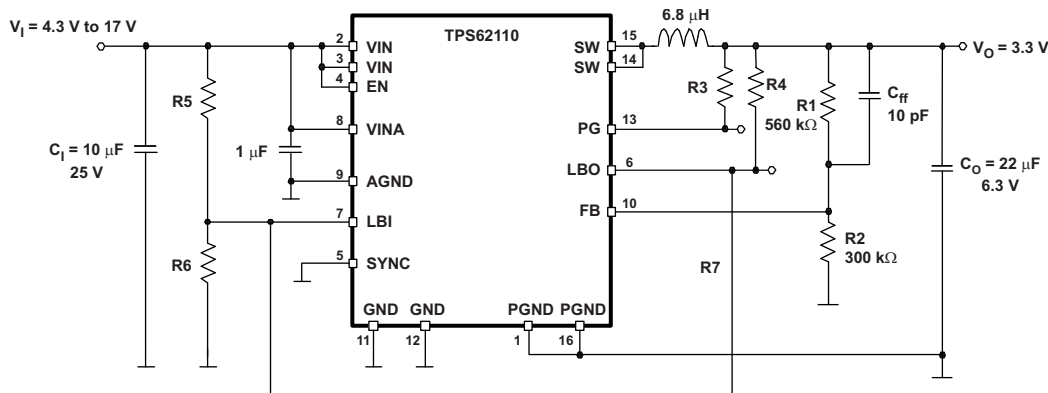 6.8 μH
V_I = 4.3 V to 17 V
TPS62110
2 VIN
3 VIN
4 EN
8 VINA
9 AGND
7 LBI
5 SYNC
SW 15
SW 14
PG 13
LBO 6
FB 10
V_O = 3.3 V
R5
R3
R4
R1
560 kΩ
C_ff
10 pF
C_I = 10 μF
25 V
1 μF
C_O = 22 μF
6.3 V
R6
R7
R2
300 kΩ
GND
GND
PGND
PGND
11
12
1
16